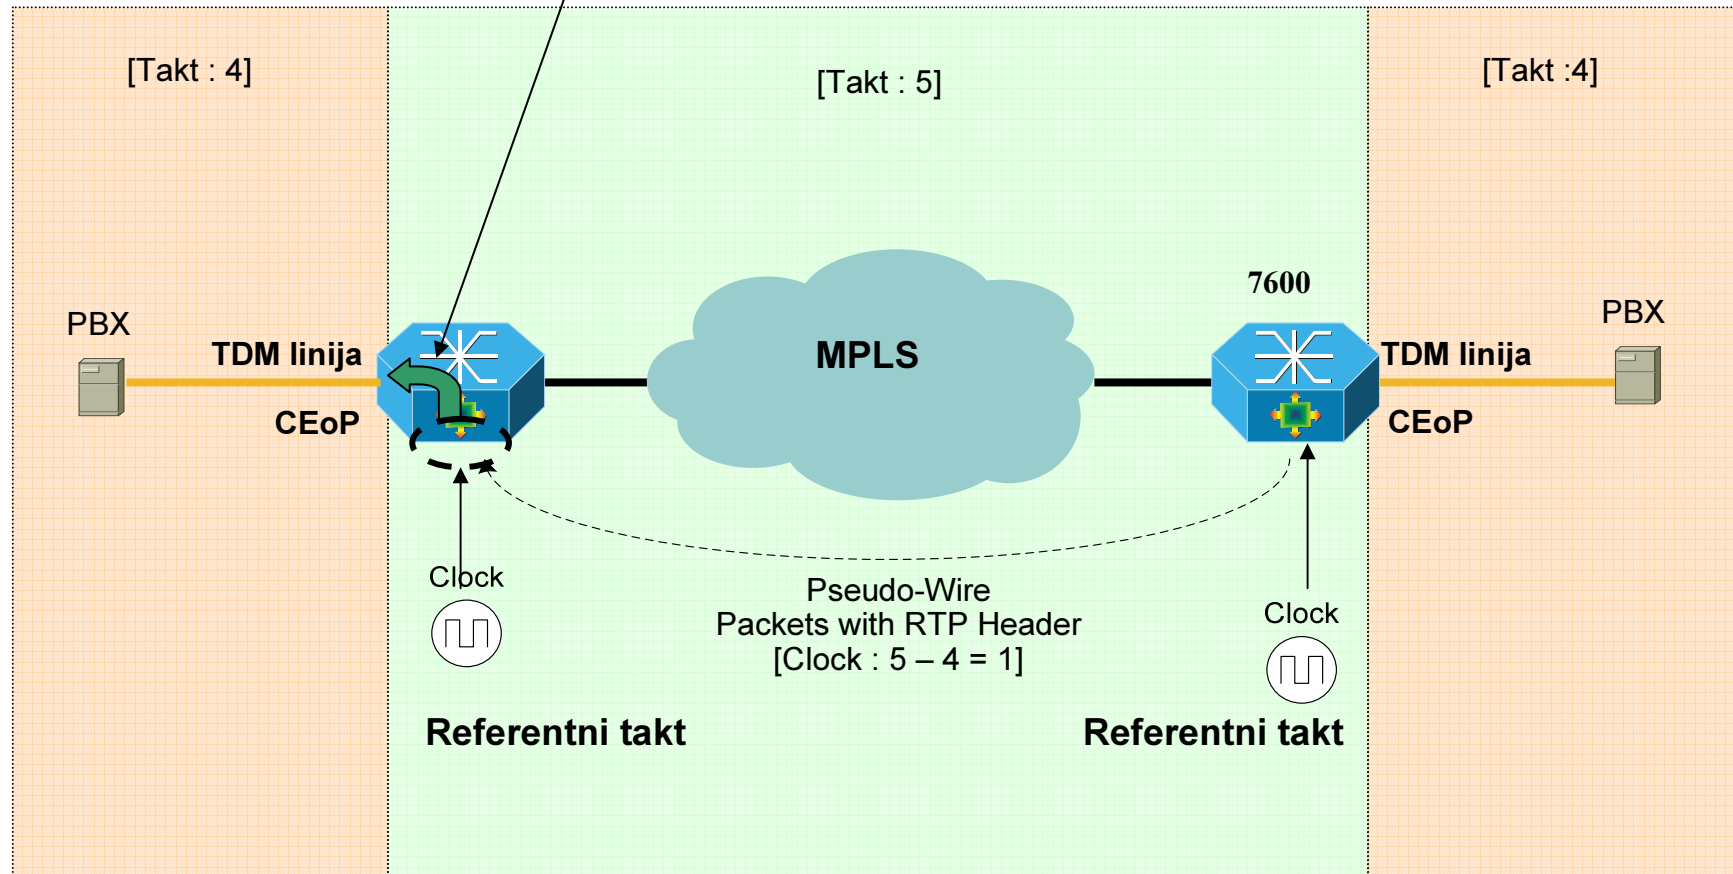 [Takt : 4]
[Takt : 5]
[Takt :4]
7600
PBX
PBX
TDM linija
MPLS
TDM linija
CEoP
CEoP
Clock
Pseudo-Wire
Packets with RTP Header
[Clock : 5 – 4 = 1]
Clock
Referentni takt
Referentni takt